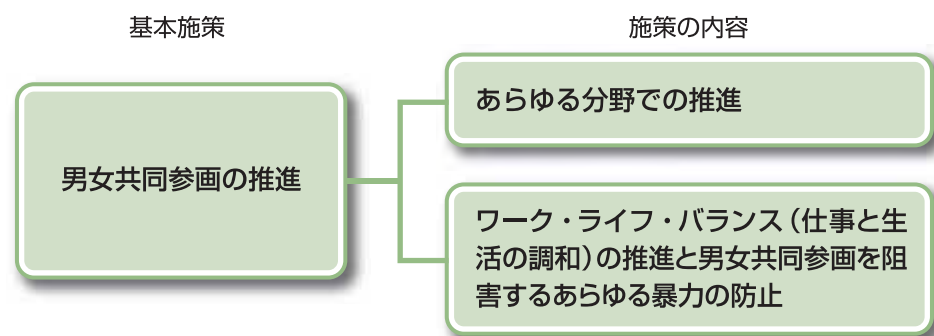 基本施策
施策の内容
男女共同参画の推進
あらゆる分野での推進
ワーク・ライフ・バランス(仕事と生
活の調和)の推進と男女共同参画を阻
害するあらゆる暴力の防止